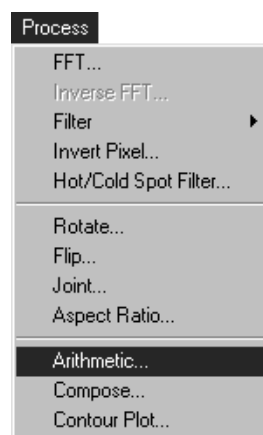 Process
FFT...
Inverse FFT...
Filter
Invert Pixel...
Hot/Cold Spot Filter...
Rotate...
Flip...
Joint...
Aspect Ratio...
Arithmetic...
Compose...
Contour Plot...